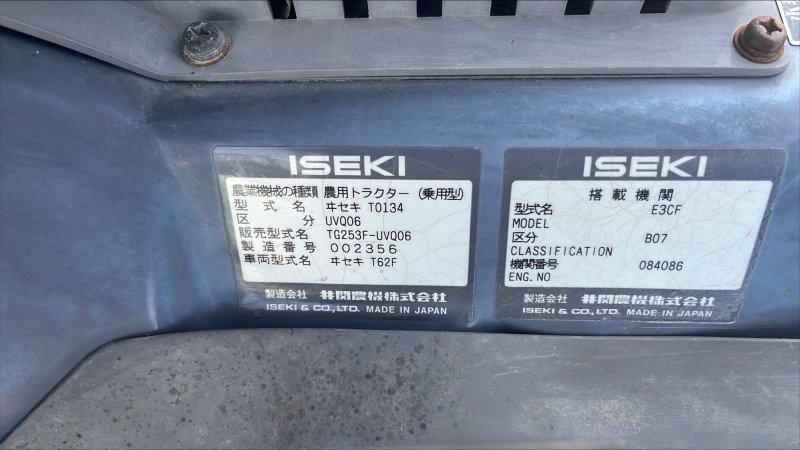 ISEKI
農業機械の種類 農用トラクター (乗用型)
型式名 ヰセキ T0134
区分 UVQ06
販売型式名 TG253F-UVQ06
製造番号 002356
車両型式名 ヰセキ T62F
製造会社 井関農機株式会社
ISEKI & CO., LTD. MADE IN JAPAN
ISEKI
搭載機関
型式名 E3CF
MODEL
区分 B07
CLASSIFICATION
機関番号 084086
ENG. NO
製造会社 井関農機株式会社
ISEKI & CO., LTD. MADE IN JAPAN